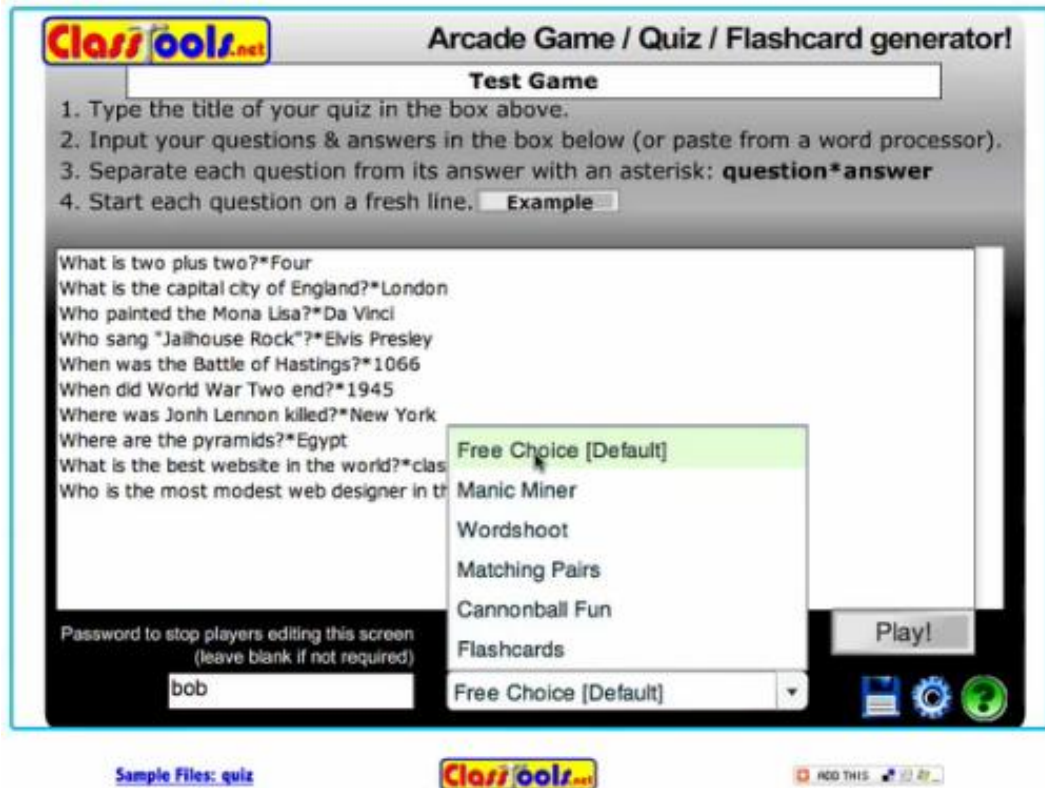 ClassTools.net
Arcade Game / Quiz / Flashcard generator!
Test Game
1. Type the title of your quiz in the box above.
2. Input your questions & answers in the box below (or paste from a word processor).
3. Separate each question from its answer with an asterisk: question*answer
4. Start each question on a fresh line. Example
What is two plus two?*Four
What is the capital city of England?*London
Who painted the Mona Lisa?*Da Vinci
Who sang "Jailhouse Rock"?*Elvis Presley
When was the Battle of Hastings?*1066
When did World War Two end?*1945
Where was Jonh Lennon killed?*New York
Where are the pyramids?*Egypt
What is the best website in the world?*clas
Who is the most modest web designer in th
Free Choice [Default]
Manic Miner
Wordshoot
Matching Pairs
Cannonball Fun
Flashcards
Password to stop players editing this screen
(leave blank if not required)
bob
Free Choice [Default]
Play!
?
Sample Files: quiz
ClassTools.net
ADD THIS